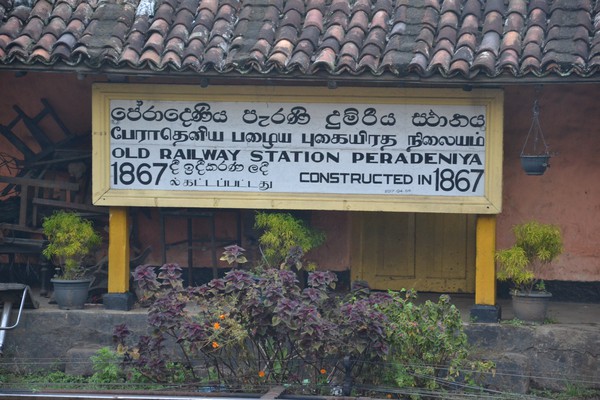 පේරාදෙණිය පැරණි දුම්රිය ස්ථානය
பேராதெனிய பழைய புகையிரத நிலையம்
OLD RAILWAY STATION PERADENIYA
1867 දී ඉදිකරණ ලදී CONSTRUCTED IN 1867
ல் கட்டப்பட்டது